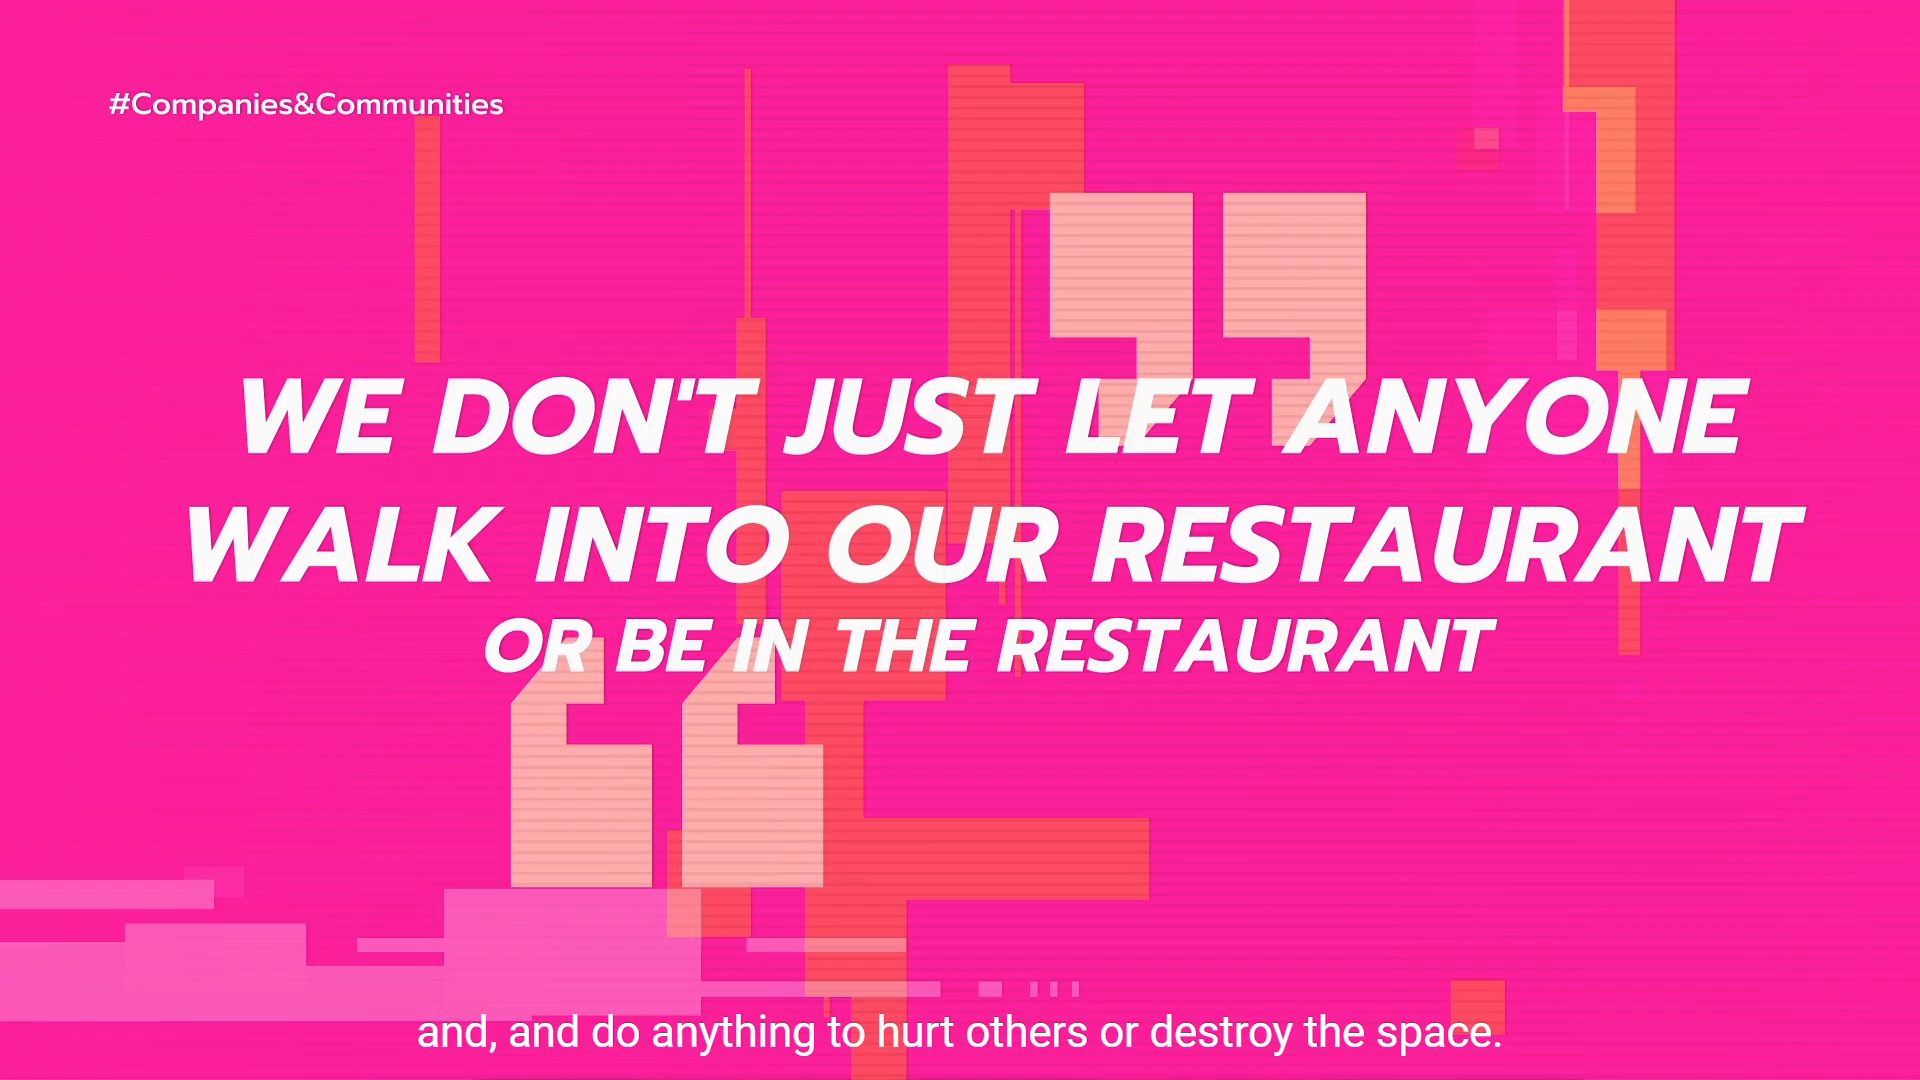 #Companies&Communities
WE DON'T JUST LET ANYONE
WALK INTO OUR RESTAURANT
OR BE IN THE RESTAURANT
and, and do anything to hurt others or destroy the space.